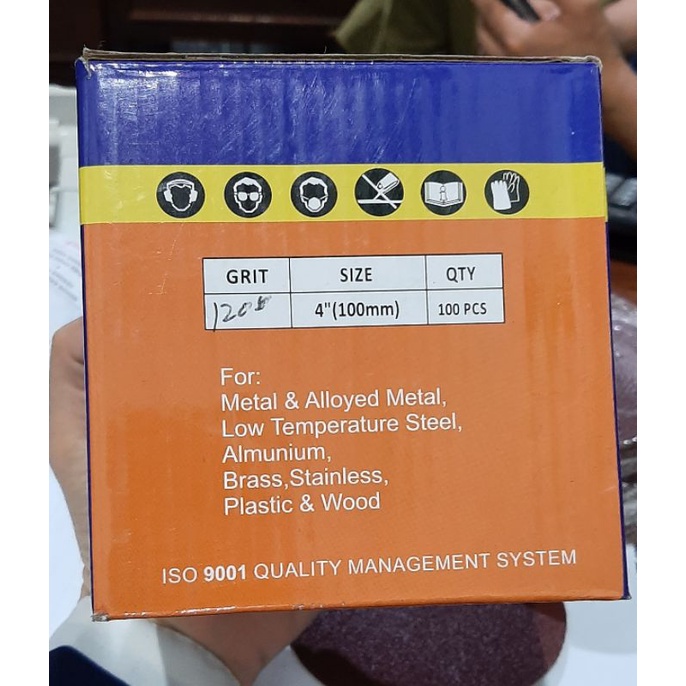 GRIT SIZE QTY
4"(100mm) 100 PCS
For:
Metal & Alloyed Metal,
Low Temperature Steel,
Almunium,
Brass,Stainless,
Plastic & Wood
ISO 9001 QUALITY MANAGEMENT SYSTEM